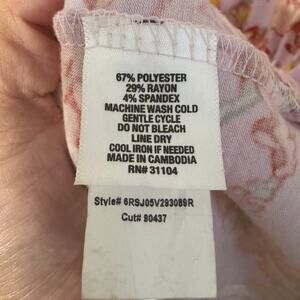 67% POLYESTER
29% RAYON
4% SPANDEX
MACHINE WASH COLD
GENTLE CYCLE
DO NOT BLEACH
LINE DRY
COOL IRON IF NEEDED
MADE IN CAMBODIA
RN# 31104
Style# 6RSJ05V293089R
Cut# 90437